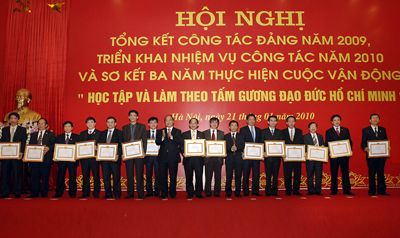 HỘI NGHỊ
TỔNG KẾT CÔNG TÁC ĐẢNG NĂM 2009,
TRIỂN KHAI NHIỆM VỤ CÔNG TÁC NĂM 2010
VÀ SƠ KẾT BA NĂM THỰC HIỆN CUỘC VẬN ĐỘNG
" HỌC TẬP VÀ LÀM THEO TẤM GƯƠNG ĐẠO ĐỨC HỒ CHÍ MINH "
Hà Nội, ngày 21 tháng 01 năm 2010